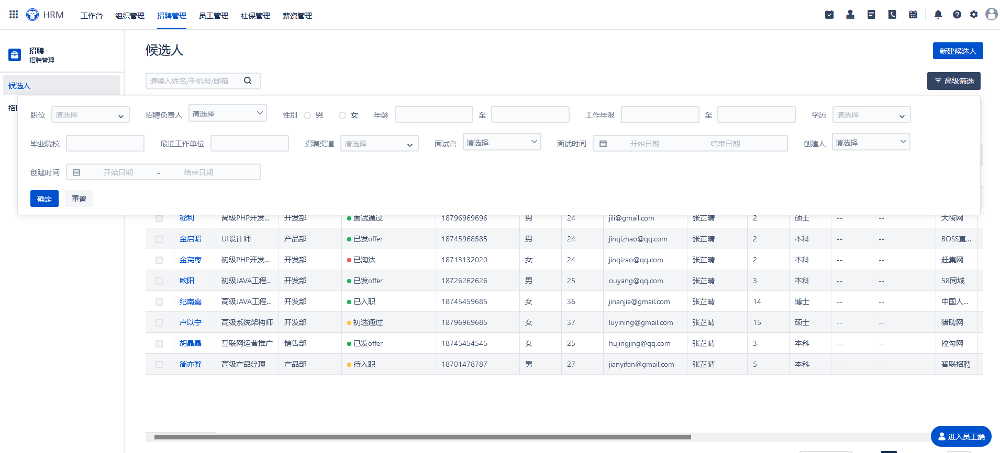 HRM 工作台 组织管理 招聘管理 员工管理 社保管理 薪资管理
招聘
招聘管理
候选人
候选人
新建候选人
请输入姓名/手机号/邮箱
高级筛选
职位 请选择 招聘负责人 请选择 性别 男 女 年龄 至 工作年限 至 学历 请选择
毕业院校 最近工作单位 招聘渠道 请选择 面试官 请选择 面试时间 开始日期 - 结束日期 创建人 请选择
创建时间 开始日期 - 结束日期
确定 重置
嵇利 高级PHP开发... 开发部 面试通过 18796969696 男 24 jili@gmail.com 张芷晴 2 硕士 -- -- 大街网
金启昭 UI设计师 产品部 已发offer 18745968585 男 24 jinqizhao@qq.com 张芷晴 2 本科 -- -- BOSS直...
金芪枣 初级PHP开发... 开发部 已淘汰 18713132020 女 24 jinqizao@qq.com 张芷晴 2 本科 -- -- 赶集网
欧阳 初级JAVA工程... 开发部 已发offer 18726262626 男 25 ouyang@qq.com 张芷晴 3 本科 -- -- 58同城
纪南嘉 高级JAVA工程... 开发部 已入职 18745459685 女 36 jinanjia@gmail.com 张芷晴 14 博士 -- -- 中国人...
卢以宁 高级系统架构师 开发部 初选通过 18796969685 女 37 luyining@gmail.com 张芷晴 15 硕士 -- -- 猎聘网
胡晶晶 互联网运营推广 销售部 已发offer 18745454545 女 25 hujingjing@qq.com 张芷晴 3 本科 -- -- 拉勾网
简亦繁 高级产品经理 产品部 待入职 18701478787 男 27 jianyifan@gmail.com 张芷晴 5 本科 -- -- 智联招聘
进入员工端